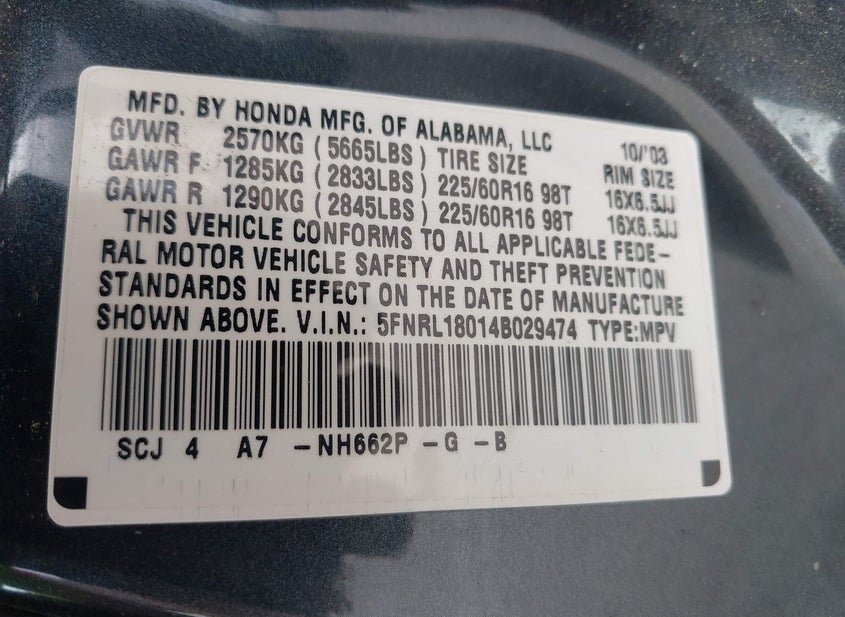 MFD. BY HONDA MFG. OF ALABAMA, LLC 10/'03
GVWR 2570KG (5665LBS) TIRE SIZE RIM SIZE
GAWR F 1285KG (2833LBS) 225/60R16 98T 16X6.5JJ
GAWR R 1290KG (2845LBS) 225/60R16 98T 16X6.5JJ
THIS VEHICLE CONFORMS TO ALL APPLICABLE FEDE-
RAL MOTOR VEHICLE SAFETY AND THEFT PREVENTION
STANDARDS IN EFFECT ON THE DATE OF MANUFACTURE
SHOWN ABOVE. V.I.N.: 5FNRL18014B029474 TYPE:MPV
SCJ 4 A7 -NH662P -G -B